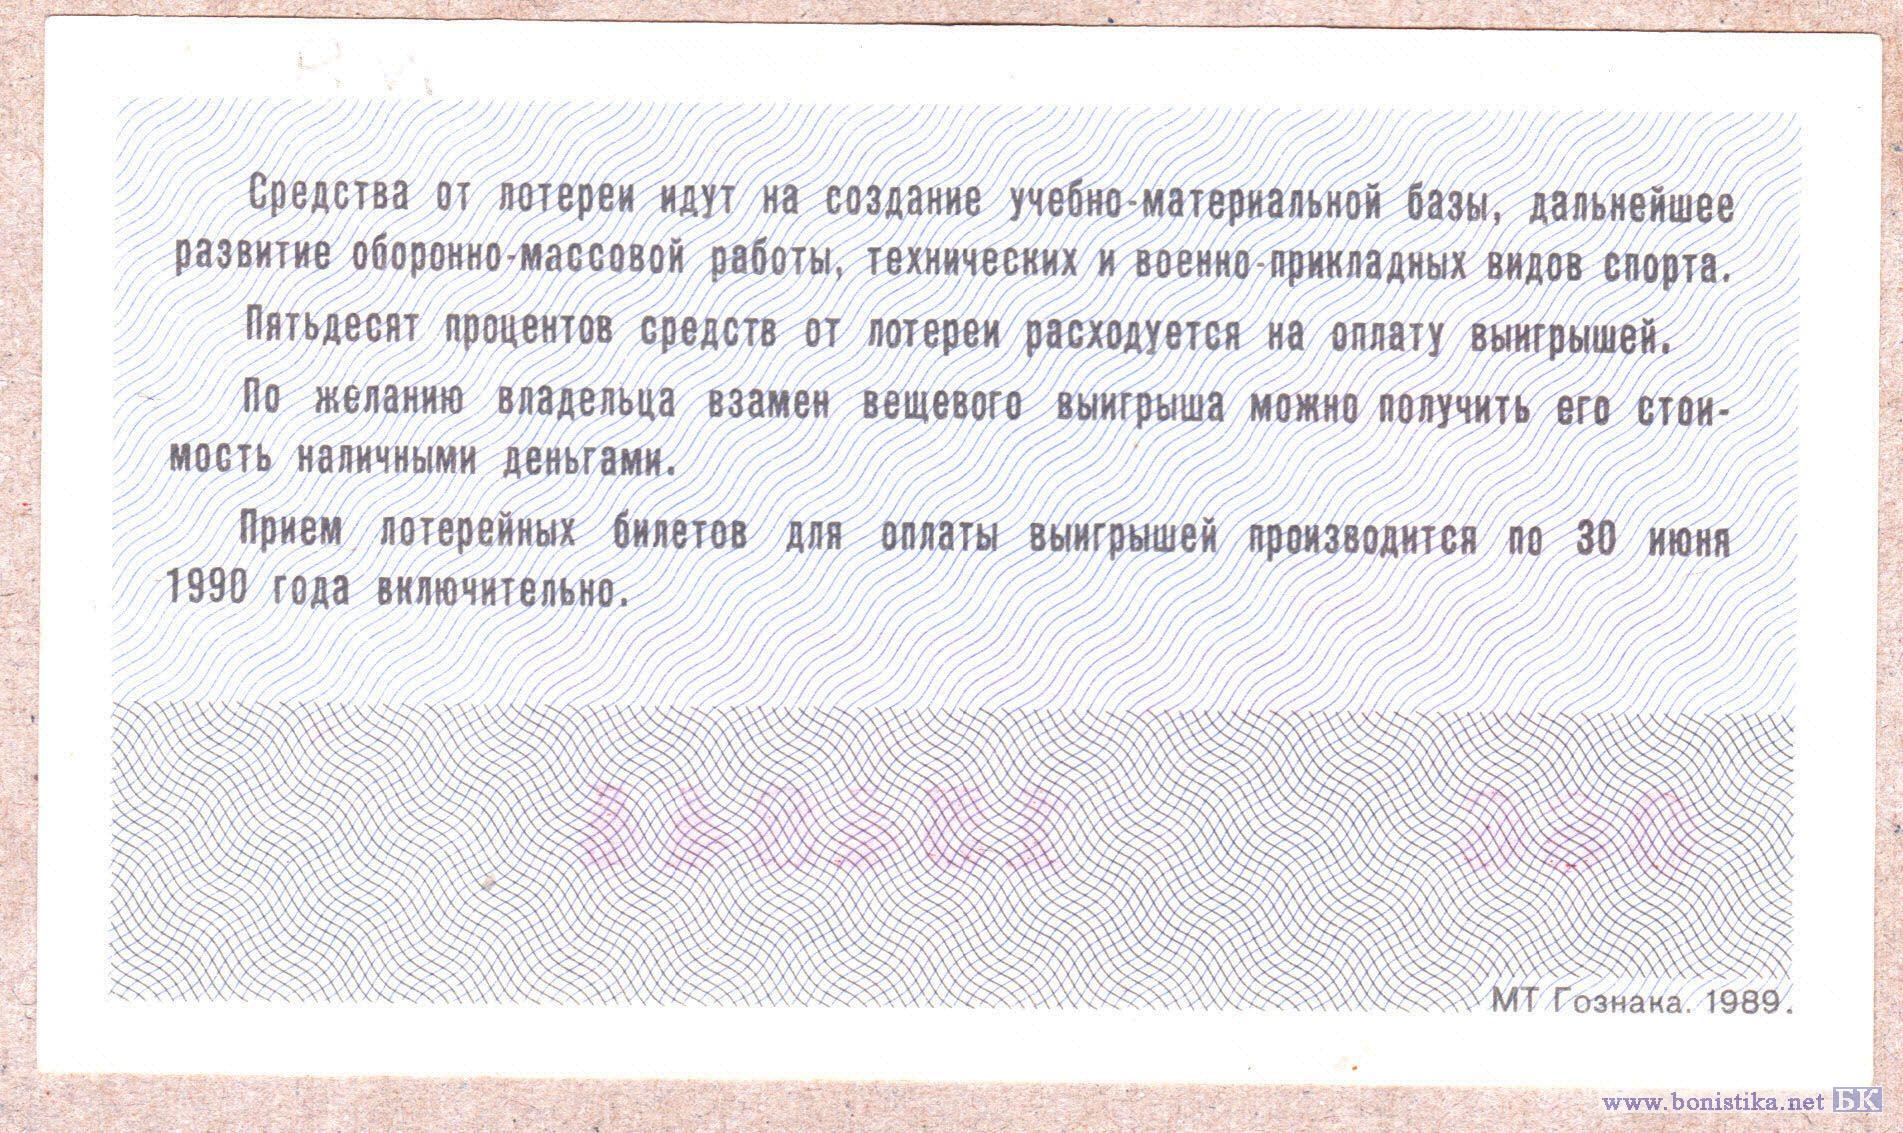 Средства от лотереи идут на создание учебно-материальной базы, дальнейшее
развитие оборонно-массовой работы, технических и военно-прикладных видов спорта.
Пятьдесят процентов средств от лотереи расходуется на оплату выигрышей.
По желанию владельца взамен вещевого выигрыша можно получить его стои-
мость наличными деньгами.
Прием лотерейных билетов для оплаты выигрышей производится по 30 июня
1990 года включительно.
МТ Гознака. 1989.
www.bonistika.net БК